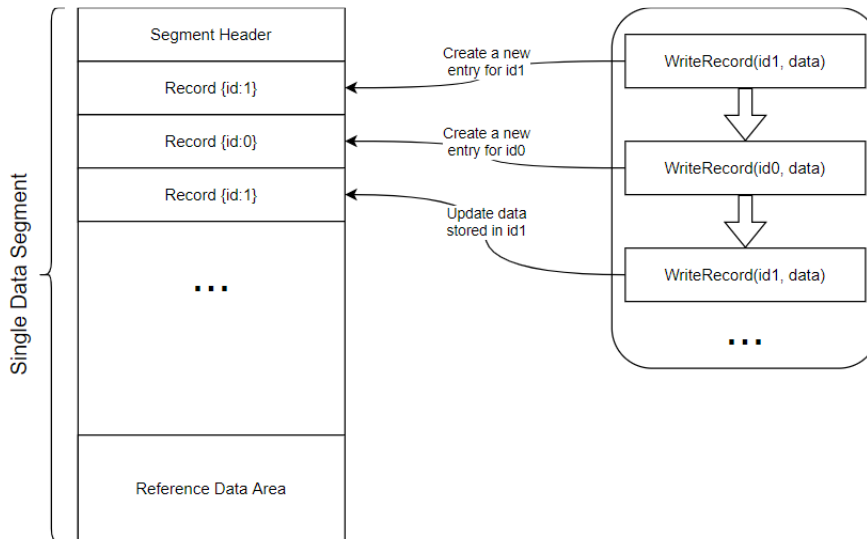 Single Data Segment
Segment Header
Record {id:1}
Record {id:0}
Record {id:1}
...
Reference Data Area
Create a new
entry for id1
Create a new
entry for id0
Update data
stored in id1
WriteRecord(id1, data)
WriteRecord(id0, data)
WriteRecord(id1, data)
...